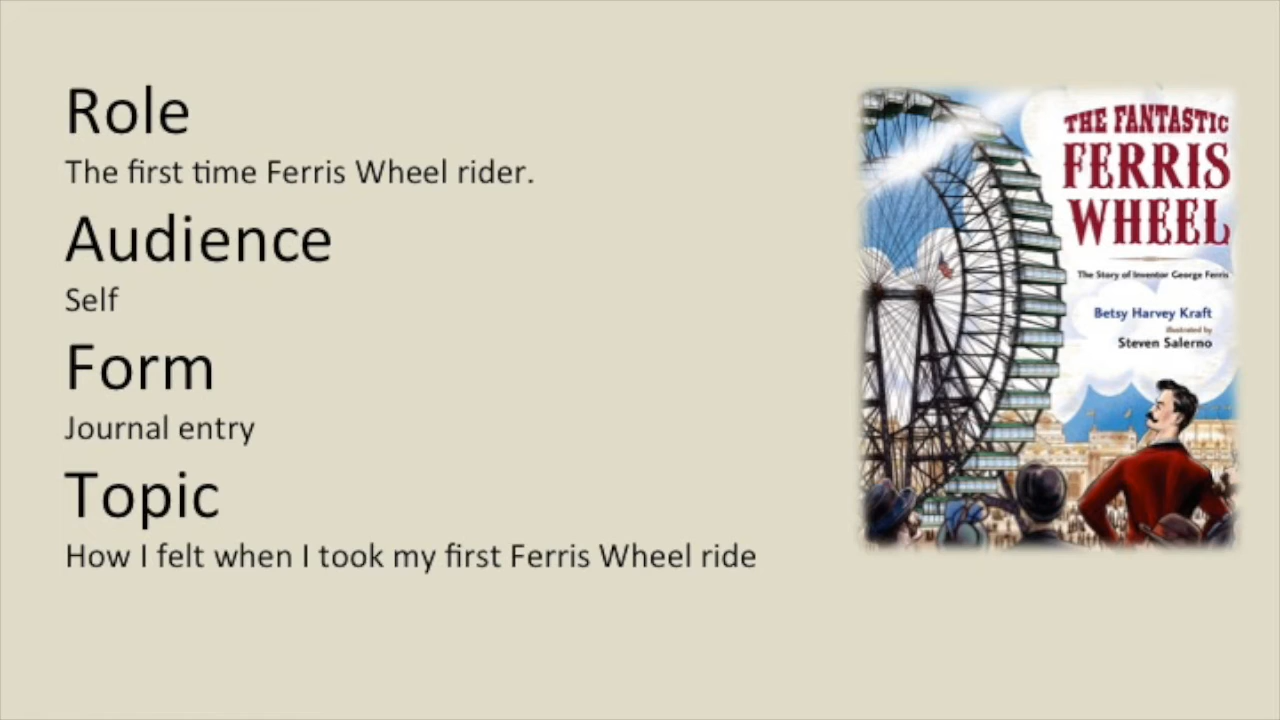 Role
The first time Ferris Wheel rider.
Audience
Self
Form
Journal entry
Topic
How I felt when I took my first Ferris Wheel ride
THE FANTASTIC
FERRIS
WHEEL
The Story of Inventor George Ferris
Betsy Harvey Kraft
illustrated by
Steven Salerno